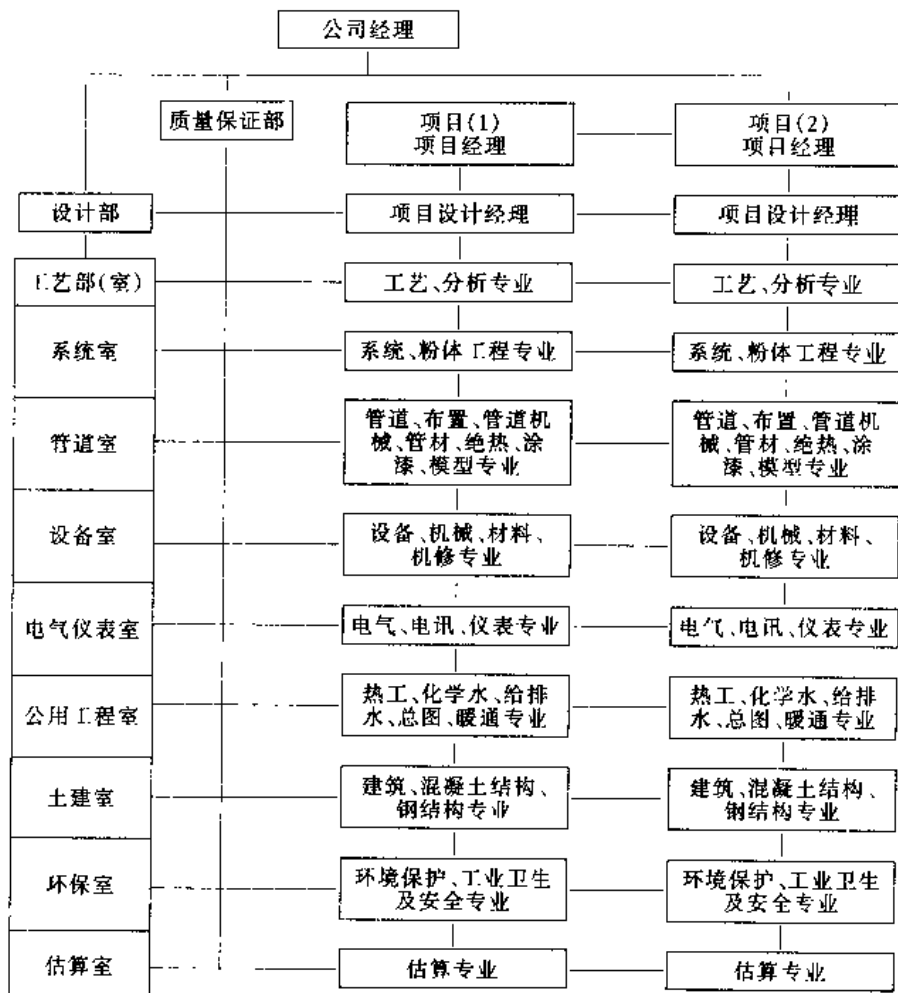 公司经理
质量保证部
项目(1)
项目经理
项目(2)
项目经理
设计部
项目设计经理
项目设计经理
工艺部(室)
工艺、分析专业
工艺、分析专业
系统室
系统、粉体工程专业
系统、粉体工程专业
管道室
管道、布置、管道机
械、管材、绝热、涂
漆、模型专业
管道、布置、管道机
械、管材、绝热、涂
漆、模型专业
设备室
设备、机械、材料、
机修专业
设备、机械、材料、
机修专业
电气仪表室
电气、电讯、仪表专业
电气、电讯、仪表专业
公用工程室
热工、化学水、给排
水、总图、暖通专业
热工、化学水、给排
水、总图、暖通专业
土建室
建筑、混凝土结构、
钢结构专业
建筑、混凝土结构、
钢结构专业
环保室
环境保护、工业卫生
及安全专业
环境保护、工业卫生
及安全专业
估算室
估算专业
估算专业